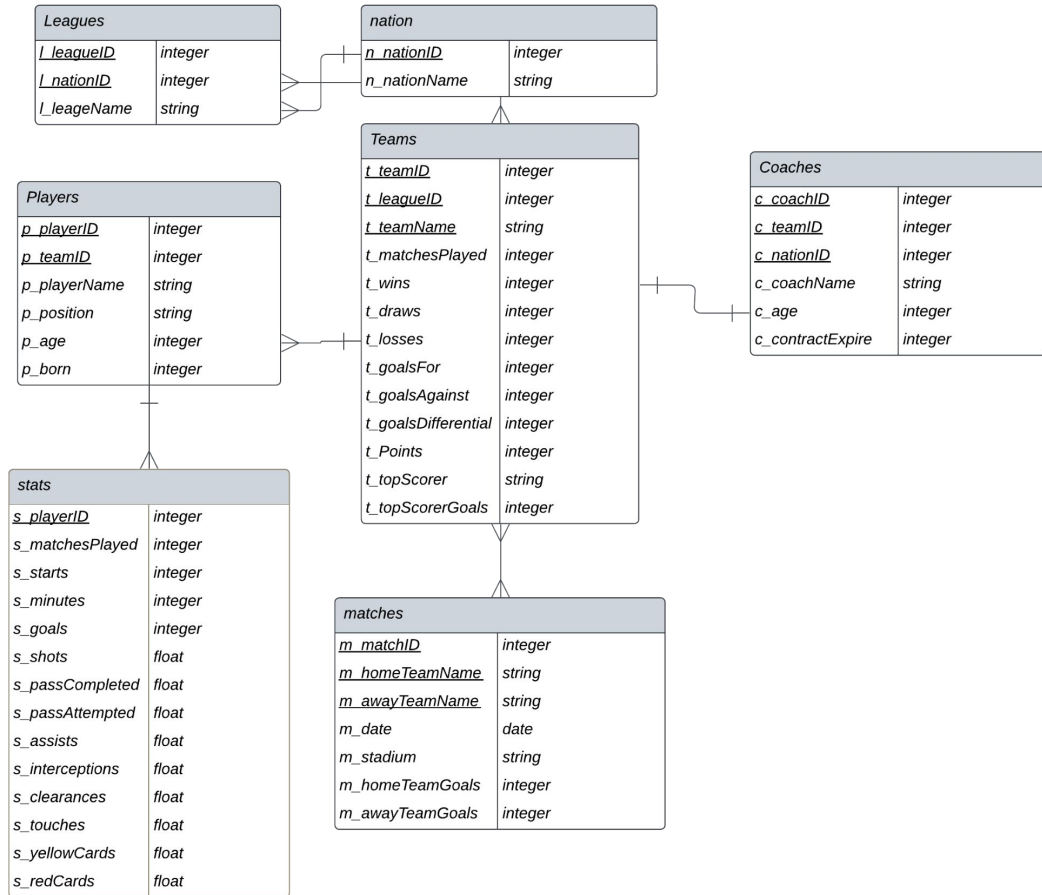 Leagues
l_leagueID integer
l_nationID integer
l_leageName string
nation
n_nationID integer
n_nationName string
Teams
t_teamID integer
t_leagueID integer
t_teamName string
t_matchesPlayed integer
t_wins integer
t_draws integer
t_losses integer
t_goalsFor integer
t_goalsAgainst integer
t_goalsDifferential integer
t_Points integer
t_topScorer string
t_topScorerGoals integer
Coaches
c_coachID integer
c_teamID integer
c_nationID integer
c_coachName string
c_age integer
c_contractExpire integer
Players
p_playerID integer
p_teamID integer
p_playerName string
p_position string
p_age integer
p_born integer
stats
s_playerID integer
s_matchesPlayed integer
s_starts integer
s_minutes integer
s_goals integer
s_shots float
s_passCompleted float
s_passAttempted float
s_assists float
s_interceptions float
s_clearances float
s_touches float
s_yellowCards float
s_redCards float
matches
m_matchID integer
m_homeTeamName string
m_awayTeamName string
m_date date
m_stadium string
m_homeTeamGoals integer
m_awayTeamGoals integer